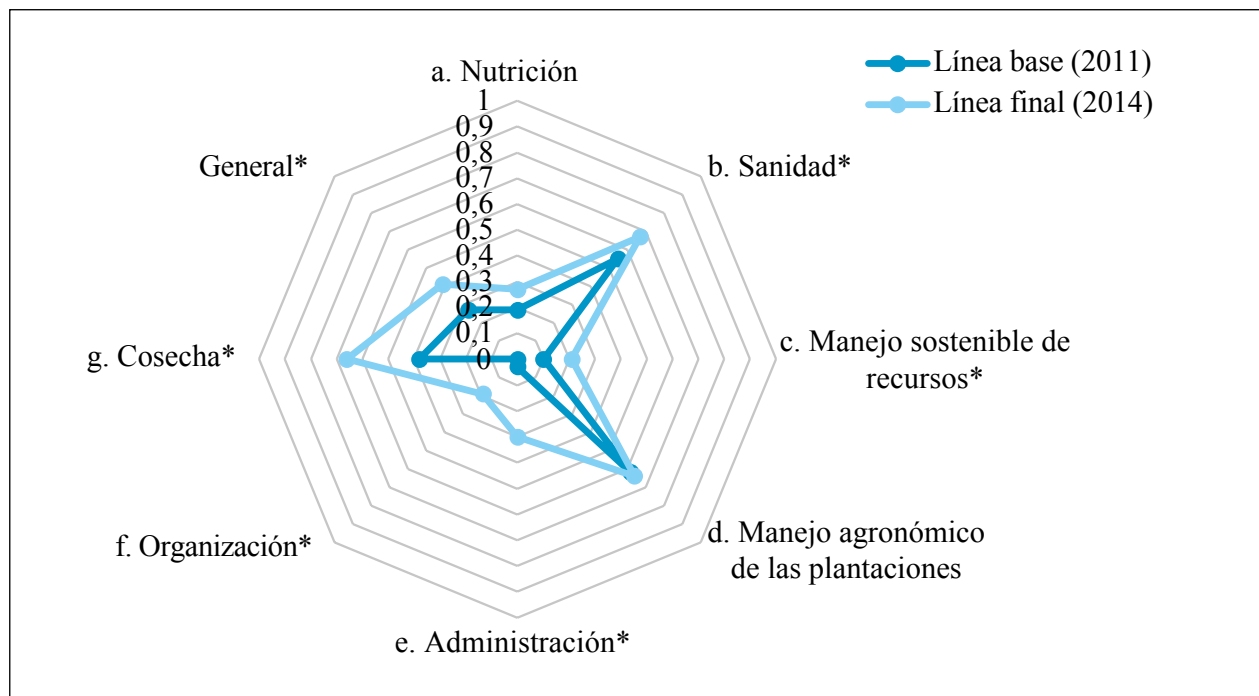 Línea base (2011)
Línea final (2014)
a. Nutrición
1
0,9
0,8
0,7
0,6
0,5
0,4
0,3
0,2
0,1
0
b. Sanidad*
c. Manejo sostenible de
recursos*
d. Manejo agronómico
de las plantaciones
e. Administración*
f. Organización*
g. Cosecha*
General*